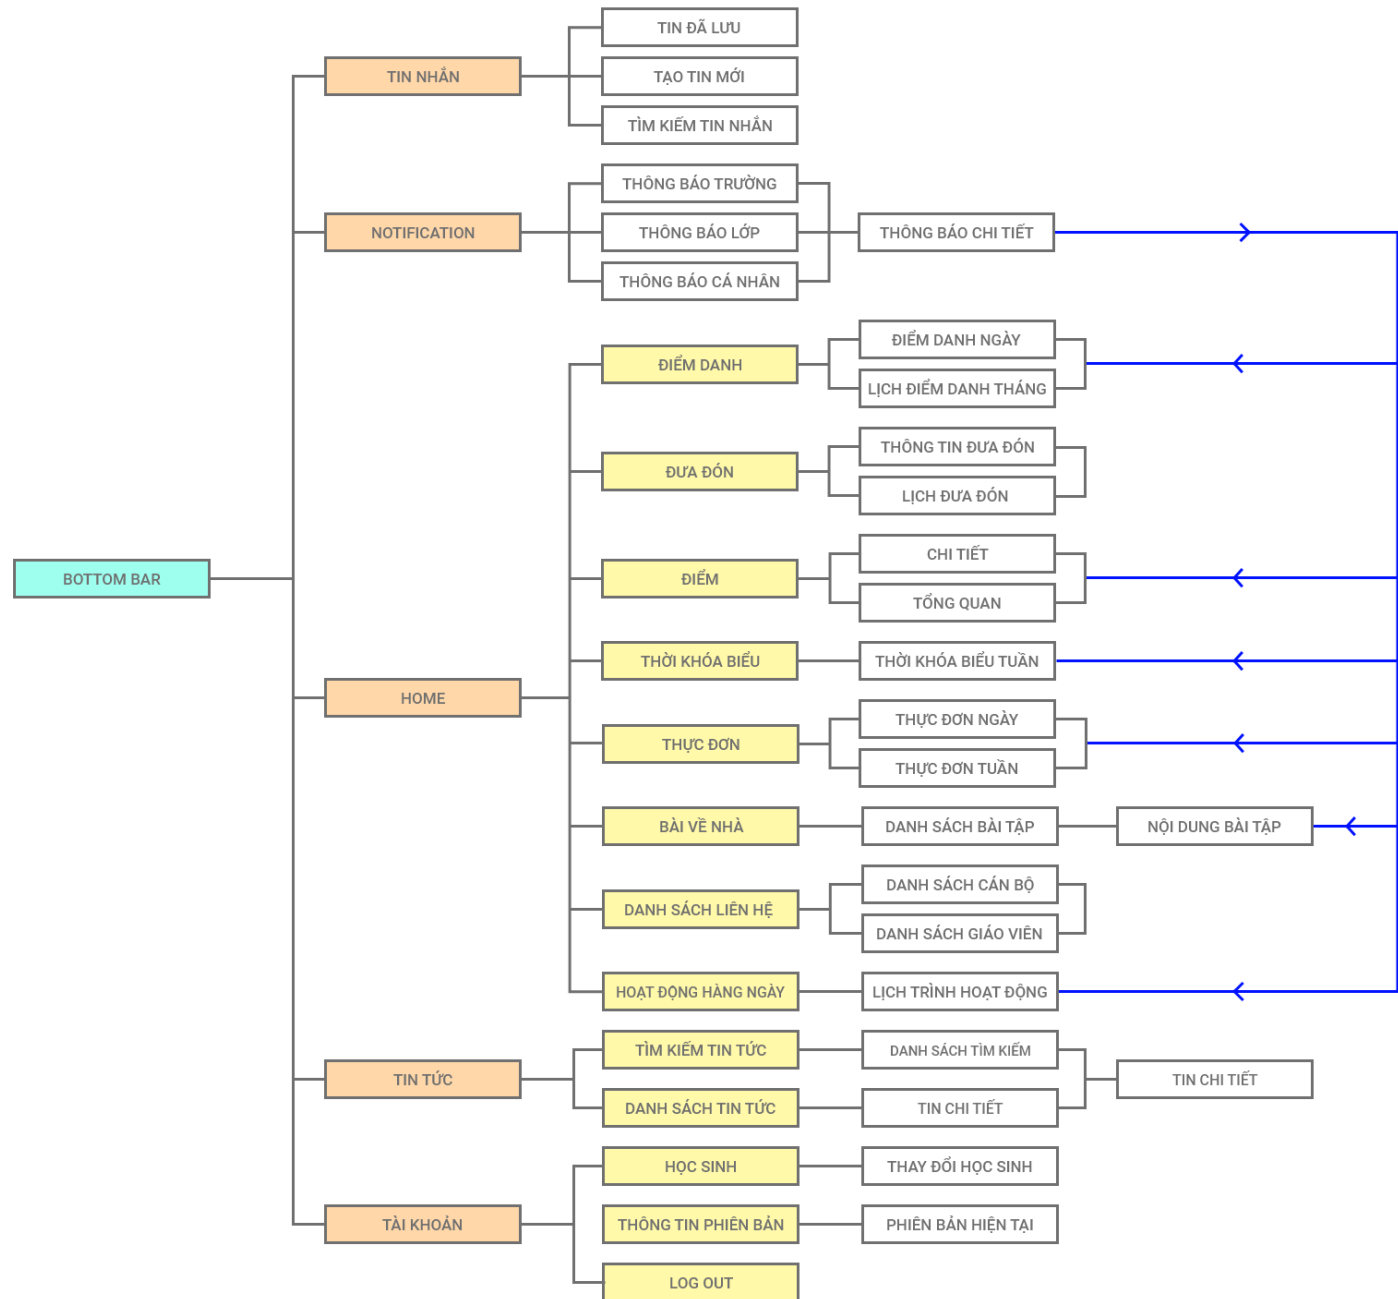 TIN ĐÃ LƯU
TIN NHẮN
TẠO TIN MỚI
TÌM KIẾM TIN NHẮN
THÔNG BÁO TRƯỜNG
NOTIFICATION
THÔNG BÁO LỚP
THÔNG BÁO CHI TIẾT
THÔNG BÁO CÁ NHÂN
ĐIỂM DANH NGÀY
ĐIỂM DANH
LỊCH ĐIỂM DANH THÁNG
THÔNG TIN ĐƯA ĐÓN
ĐƯA ĐÓN
LỊCH ĐƯA ĐÓN
CHI TIẾT
BOTTOM BAR
ĐIỂM
TỔNG QUAN
THỜI KHÓA BIỂU
THỜI KHÓA BIỂU TUẦN
HOME
THỰC ĐƠN NGÀY
THỰC ĐƠN
THỰC ĐƠN TUẦN
BÀI VỀ NHÀ
DANH SÁCH BÀI TẬP
NỘI DUNG BÀI TẬP
DANH SÁCH CÁN BỘ
DANH SÁCH LIÊN HỆ
DANH SÁCH GIÁO VIÊN
HOẠT ĐỘNG HÀNG NGÀY
LỊCH TRÌNH HOẠT ĐỘNG
TÌM KIẾM TIN TỨC
DANH SÁCH TÌM KIẾM
TIN TỨC
TIN CHI TIẾT
DANH SÁCH TIN TỨC
TIN CHI TIẾT
HỌC SINH
THAY ĐỔI HỌC SINH
TÀI KHOẢN
THÔNG TIN PHIÊN BẢN
PHIÊN BẢN HIỆN TẠI
LOG OUT